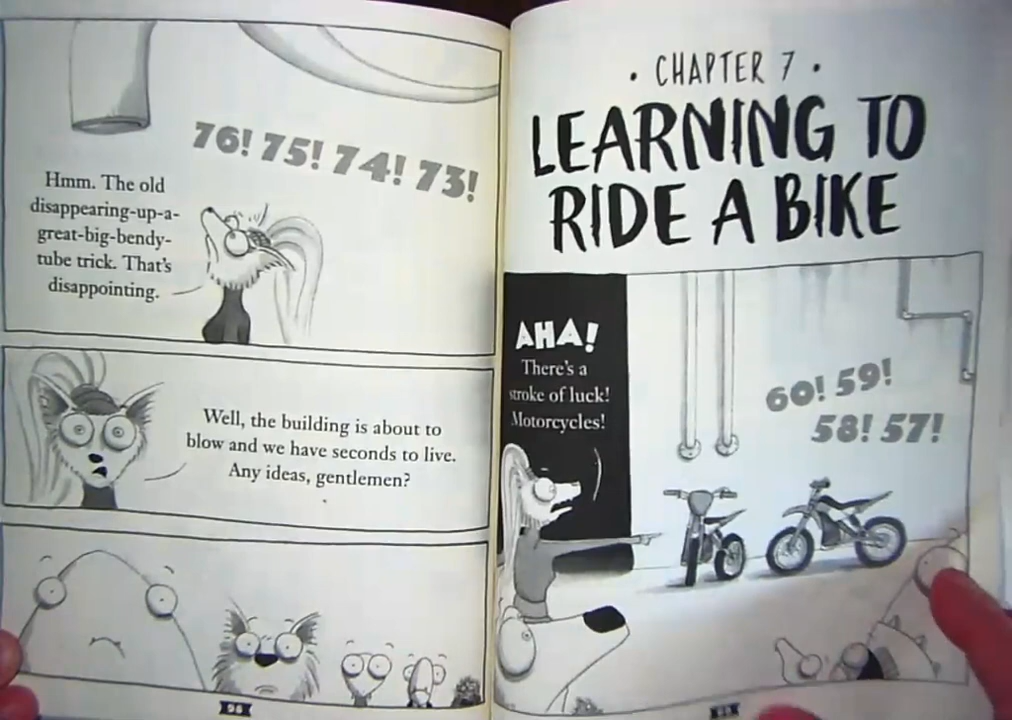 76! 75! 74! 73!
Hmm. The old
disappearing-up-a-
great-big-bendy-
tube trick. That's
disappointing.
Well, the building is about to
blow and we have seconds to live.
Any ideas, gentlemen?
• CHAPTER 7 •
LEARNING TO
RIDE A BIKE
AHA!
There's a
stroke of luck!
Motorcycles!
60! 59!
58! 57!